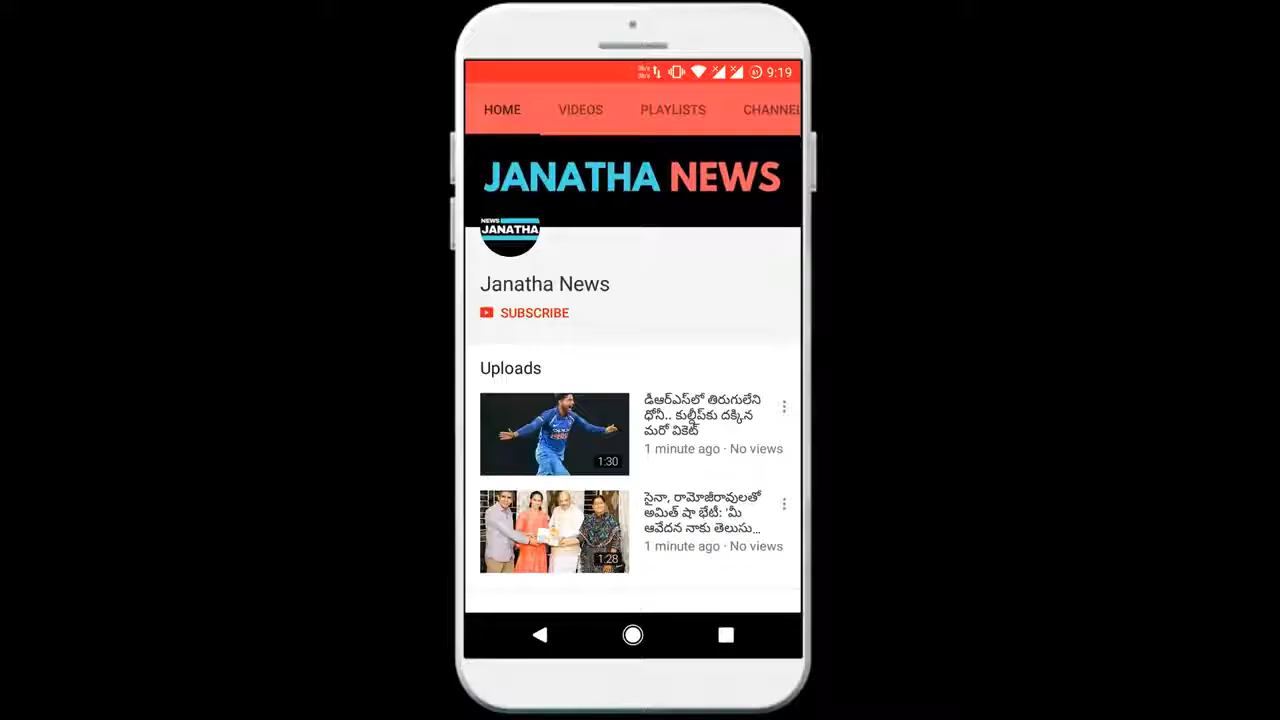 9:19
HOME VIDEOS PLAYLISTS CHANNEL
JANATHA NEWS
NEWS
JANATHA
Janatha News
SUBSCRIBE
Uploads
డీఆర్ఎస్‌లో తిరుగులేని
ధోనీ.. కుల్దీప్‌కు దక్కిన
మరో వికెట్
1 minute ago · No views
1:30
సైనా, రామోజీరావులతో
అమిత్ షా భేటీ: 'మీ
ఆవేదన నాకు తెలుసు...
1 minute ago · No views
1:28